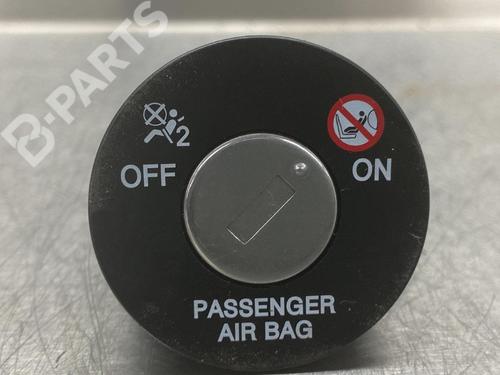 B-PARTS
2
OFF
ON
PASSENGER
AIR BAG